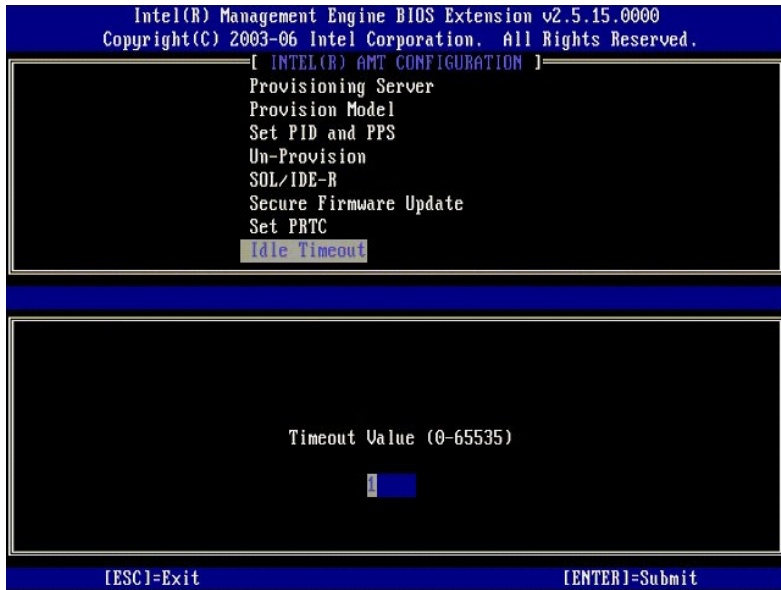 Intel(R) Management Engine BIOS Extension v2.5.15.0000
Copyright(C) 2003-06 Intel Corporation. All Rights Reserved.
[ INTEL(R) AMT CONFIGURATION ]
Provisioning Server
Provision Model
Set PID and PPS
Un-Provision
SOL/IDE-R
Secure Firmware Update
Set PRTC
Idle Timeout
Timeout Value (0-65535)
1
[ESC]=Exit [ENTER]=Submit